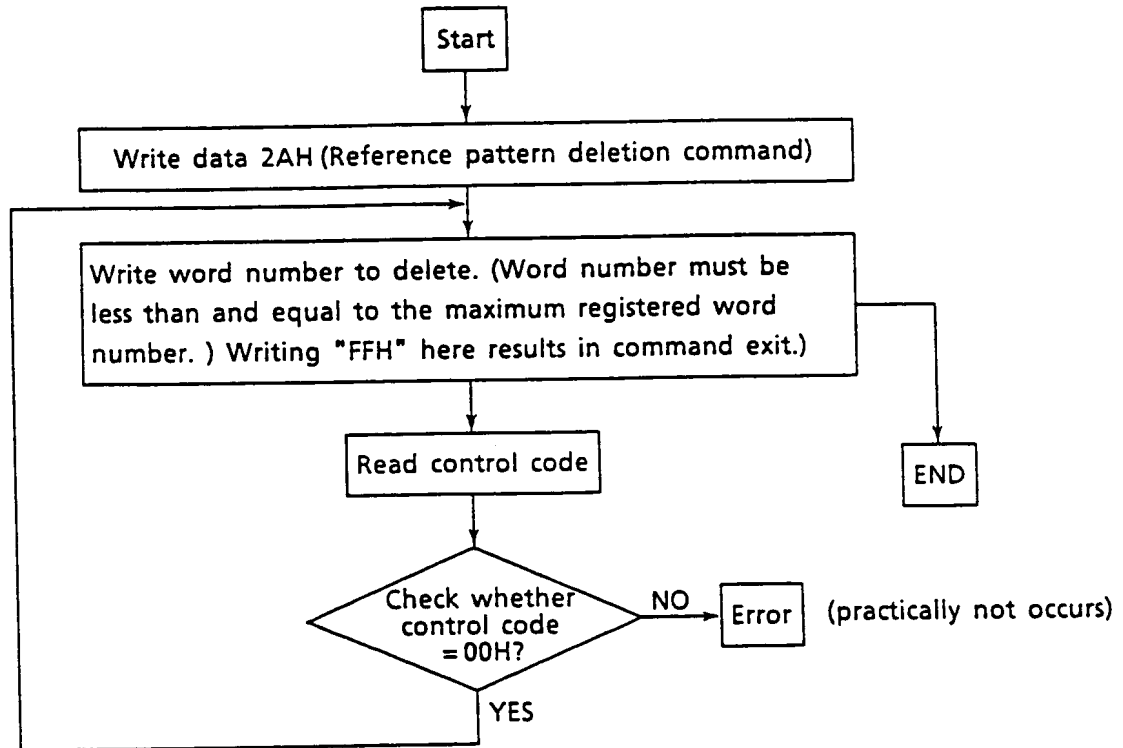 Start
Write data 2AH (Reference pattern deletion command)
Write word number to delete. (Word number must be
less than and equal to the maximum registered word
number. ) Writing "FFH" here results in command exit.)
Read control code
END
Check whether
control code
=00H?
NO
Error
(practically not occurs)
YES